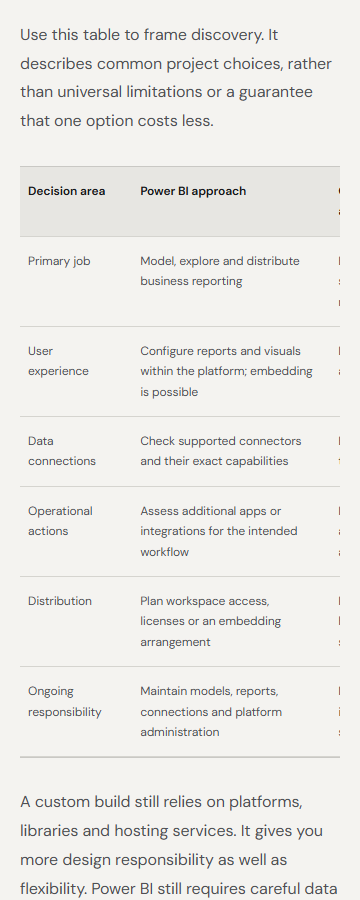 Use this table to frame discovery. It
describes common project choices, rather
than universal limitations or a guarantee
that one option costs less.
Decision area Power BI approach
Primary job Model, explore and distribute
business reporting
User Configure reports and visuals
experience within the platform; embedding
is possible
Data Check supported connectors
connections and their exact capabilities
Operational Assess additional apps or
actions integrations for the intended
workflow
Distribution Plan workspace access,
licenses or an embedding
arrangement
Ongoing Maintain models, reports,
responsibility connections and platform
administration
A custom build still relies on platforms,
libraries and hosting services. It gives you
more design responsibility as well as
flexibility. Power BI still requires careful data